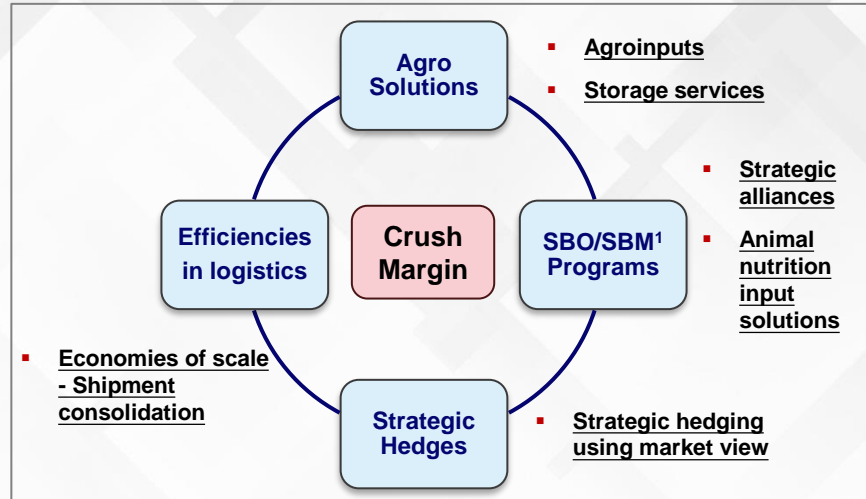 Agro
Solutions
▪ Agroinputs
▪ Storage services
Efficiencies
in logistics
Crush
Margin
SBO/SBM¹
Programs
▪ Strategic
alliances
▪ Animal
nutrition
input
solutions
▪ Economies of scale
- Shipment
consolidation
Strategic
Hedges
▪ Strategic hedging
using market view